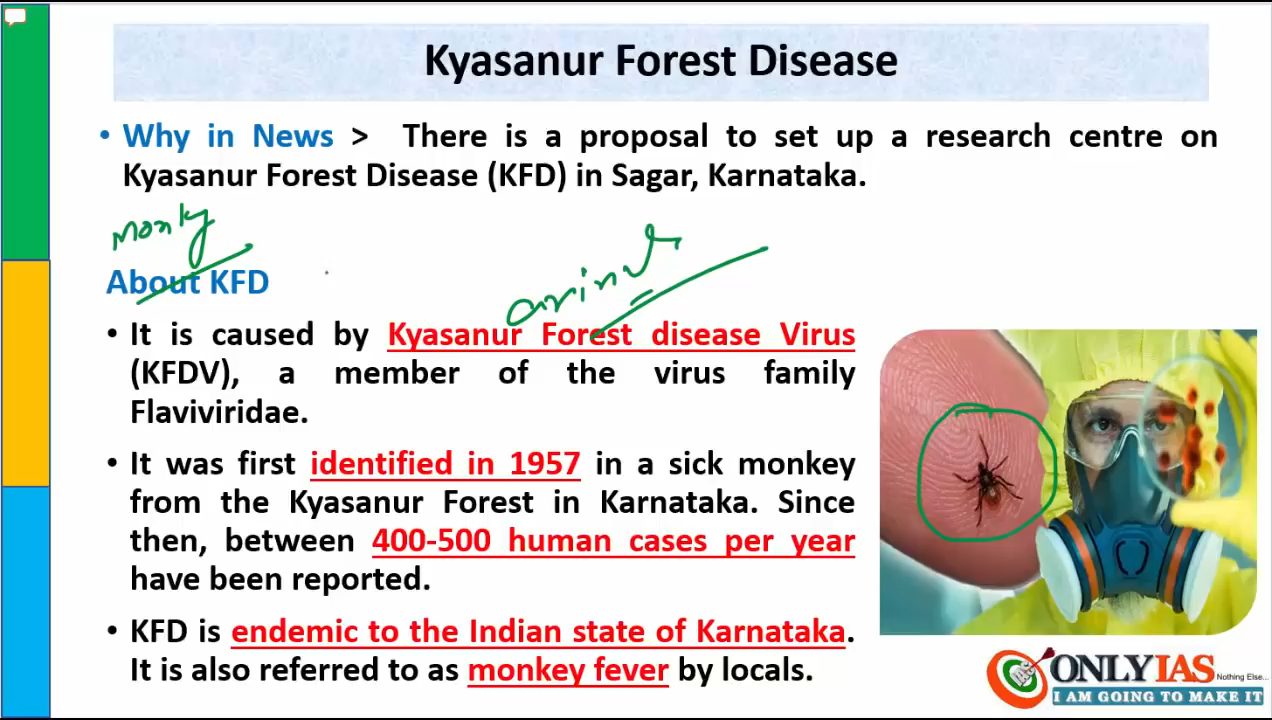 Kyasanur Forest Disease
• Why in News > There is a proposal to set up a research centre on
Kyasanur Forest Disease (KFD) in Sagar, Karnataka.
monky
About KFD
• It is caused by Kyasanur Forest disease Virus
(KFDV), a member of the virus family
Flaviviridae.
• It was first identified in 1957 in a sick monkey
from the Kyasanur Forest in Karnataka. Since
then, between 400-500 human cases per year
have been reported.
• KFD is endemic to the Indian state of Karnataka.
It is also referred to as monkey fever by locals.
ONLYIAS
Nothing Else...
I AM GOING TO MAKE IT